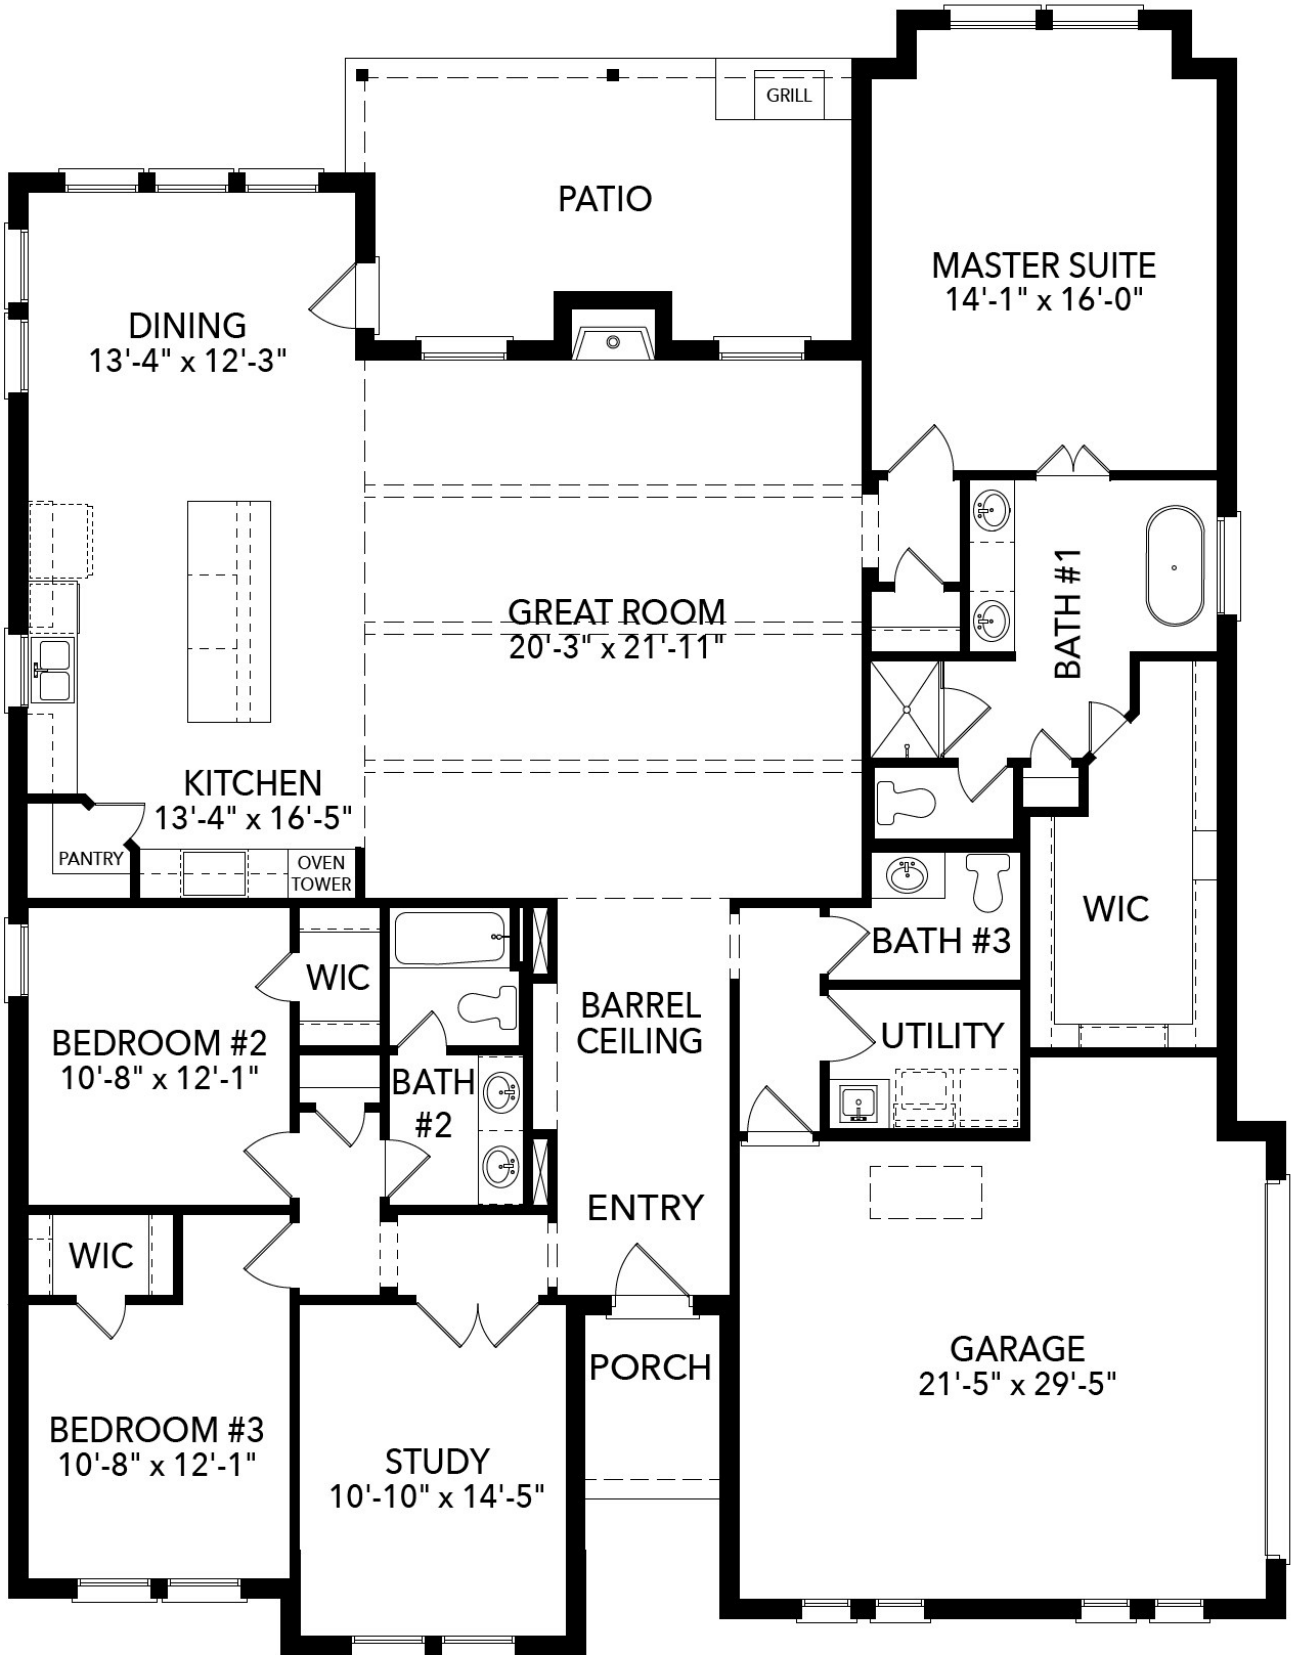 GRILL
PATIO
MASTER SUITE
14'-1" x 16'-0"
DINING
13'-4" x 12'-3"
GREAT ROOM
20'-3" x 21'-11"
BATH #1
KITCHEN
13'-4" x 16'-5"
PANTRY
OVEN
TOWER
WIC
BATH #3
WIC
BARREL
CEILING
UTILITY
BEDROOM #2
10'-8" x 12'-1"
BATH
#2
ENTRY
WIC
GARAGE
21'-5" x 29'-5"
PORCH
BEDROOM #3
10'-8" x 12'-1"
STUDY
10'-10" x 14'-5"